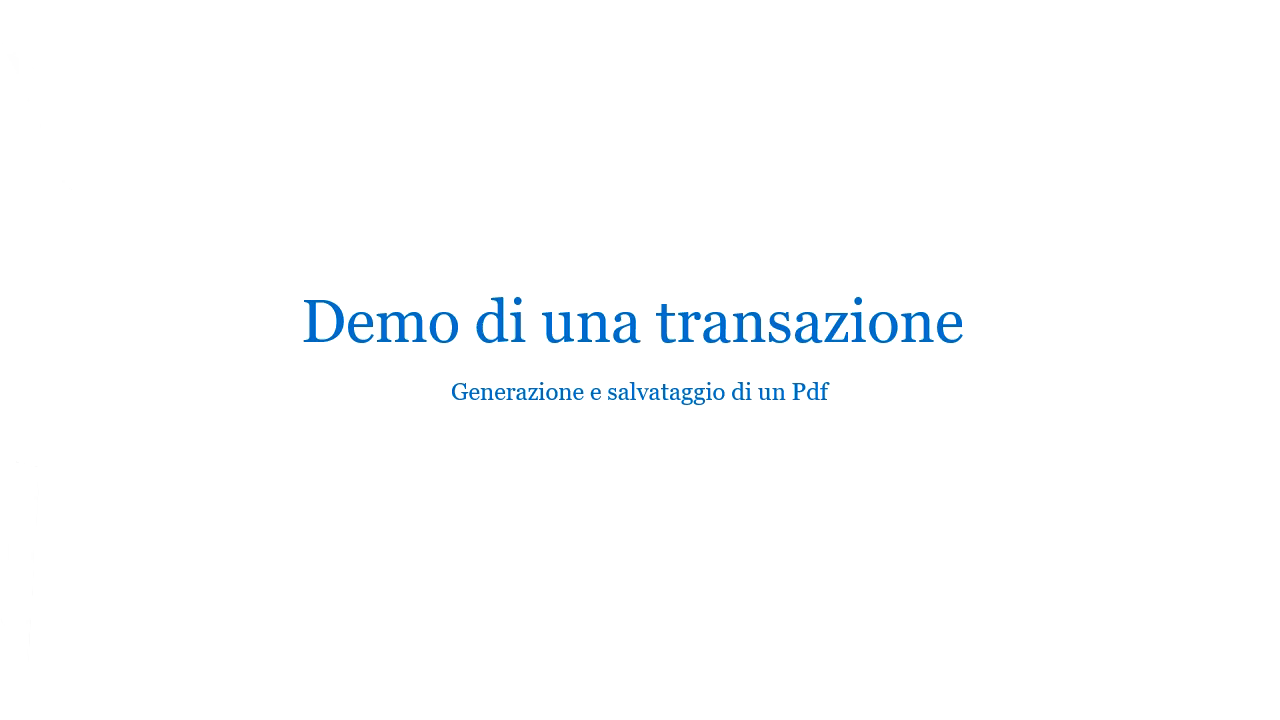 Demo di una transazione
Generazione e salvataggio di un Pdf